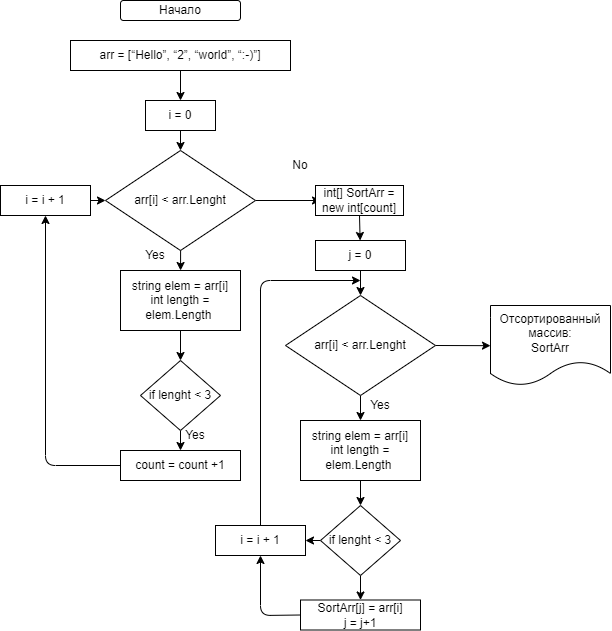 Начало
arr = [“Hello”, “2”, “world”, “:-)”]
i = 0
arr[i] < arr.Lenght
i = i + 1
Yes
string elem = arr[i]
int length =
elem.Length
if lenght < 3
Yes
count = count +1
No
int[] SortArr =
new int[count]
j = 0
arr[i] < arr.Lenght
Отсортированный
массив:
SortArr
Yes
string elem = arr[i]
int length =
elem.Length
if lenght < 3
i = i + 1
SortArr[j] = arr[i]
j = j+1